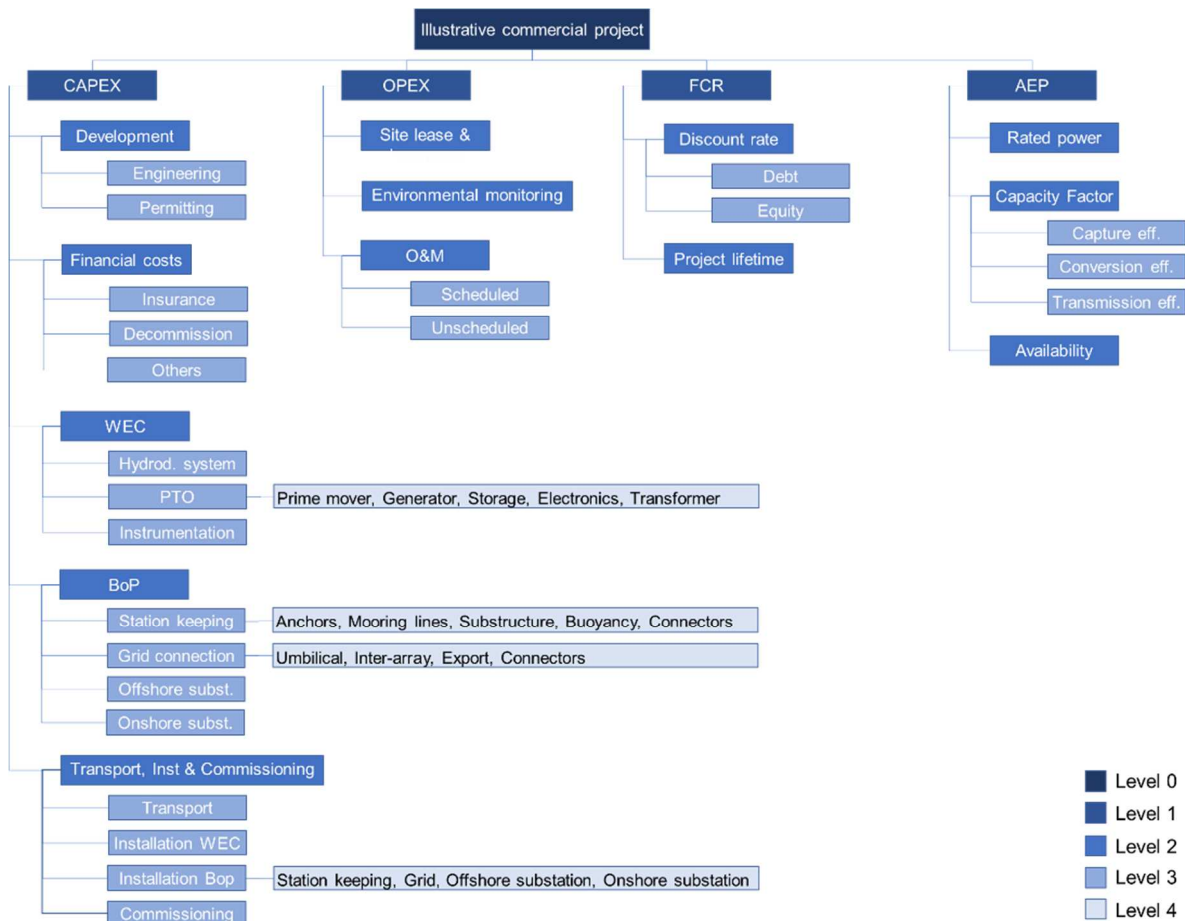 Illustrative commercial project
CAPEX
Development
Engineering
Permitting
Financial costs
Insurance
Decommission
Others
WEC
Hydrod. system
PTO
Prime mover, Generator, Storage, Electronics, Transformer
Instrumentation
BoP
Station keeping
Anchors, Mooring lines, Substructure, Buoyancy, Connectors
Grid connection
Umbilical, Inter-array, Export, Connectors
Offshore subst.
Onshore subst.
Transport, Inst & Commissioning
Transport
Installation WEC
Installation Bop
Station keeping, Grid, Offshore substation, Onshore substation
Commissioning
OPEX
Site lease &
Environmental monitoring
O&M
Scheduled
Unscheduled
FCR
Discount rate
Debt
Equity
Project lifetime
AEP
Rated power
Capacity Factor
Capture eff.
Conversion eff.
Transmission eff.
Availability
Level 0
Level 1
Level 2
Level 3
Level 4